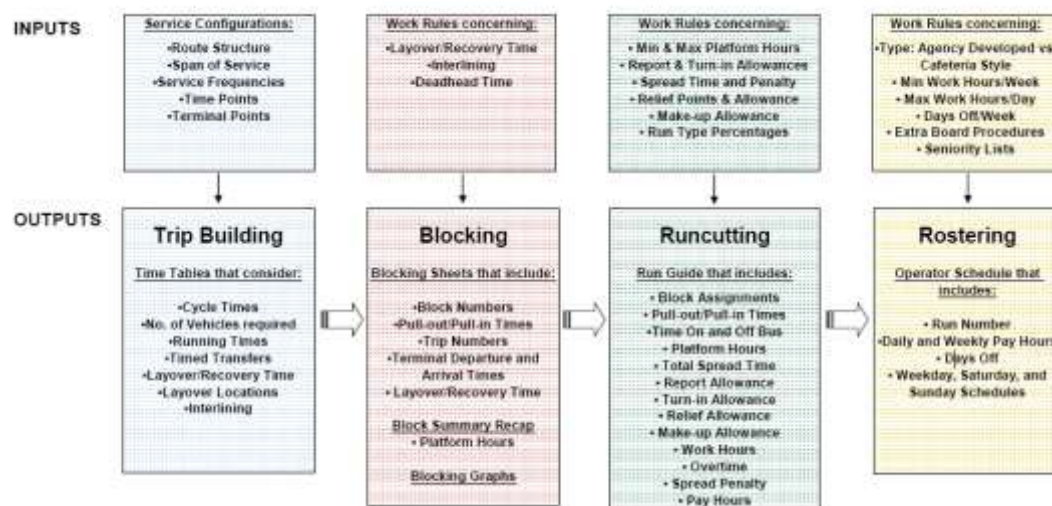 INPUTS
Service Configurations:
•Route Structure
•Span of Service
•Service Frequencies
•Time Points
•Terminal Points
Work Rules concerning:
•Layover/Recovery Time
•Interlining
•Deadhead Time
Work Rules concerning:
• Min & Max Platform Hours
• Report & Turn-in Allowances
• Spread Time and Penalty
• Relief Points & Allowance
• Make-up Allowance
• Run Type Percentages
Work Rules concerning:
•Type: Agency Developed vs
Cafeteria Style
• Min Work Hours/Week
• Max Work Hours/Day
• Days Off/Week
• Extra Board Procedures
• Seniority Lists
OUTPUTS
Trip Building
Time Tables that consider:
•Cycle Times
•No. of Vehicles required
•Running Times
•Timed Transfers
•Layover/Recovery Time
•Layover Locations
•Interlining
Blocking
Blocking Sheets that include:
•Block Numbers
•Pull-out/Pull-in Times
•Trip Numbers
•Terminal Departure and
Arrival Times
•Layover/Recovery Time
Block Summary Recap
• Platform Hours
Blocking Graphs
Runcutting
Run Guide that includes:
• Block Assignments
• Pull-out/Pull-in Times
•Time On and Off Bus
• Platform Hours
• Total Spread Time
• Report Allowance
• Turn-in Allowance
• Relief Allowance
• Make-up Allowance
• Work Hours
• Overtime
• Spread Penalty
• Pay Hours
Rostering
Operator Schedule that
includes:
• Run Number
•Daily and Weekly Pay Hours
• Days Off
• Weekday, Saturday, and
Sunday Schedules